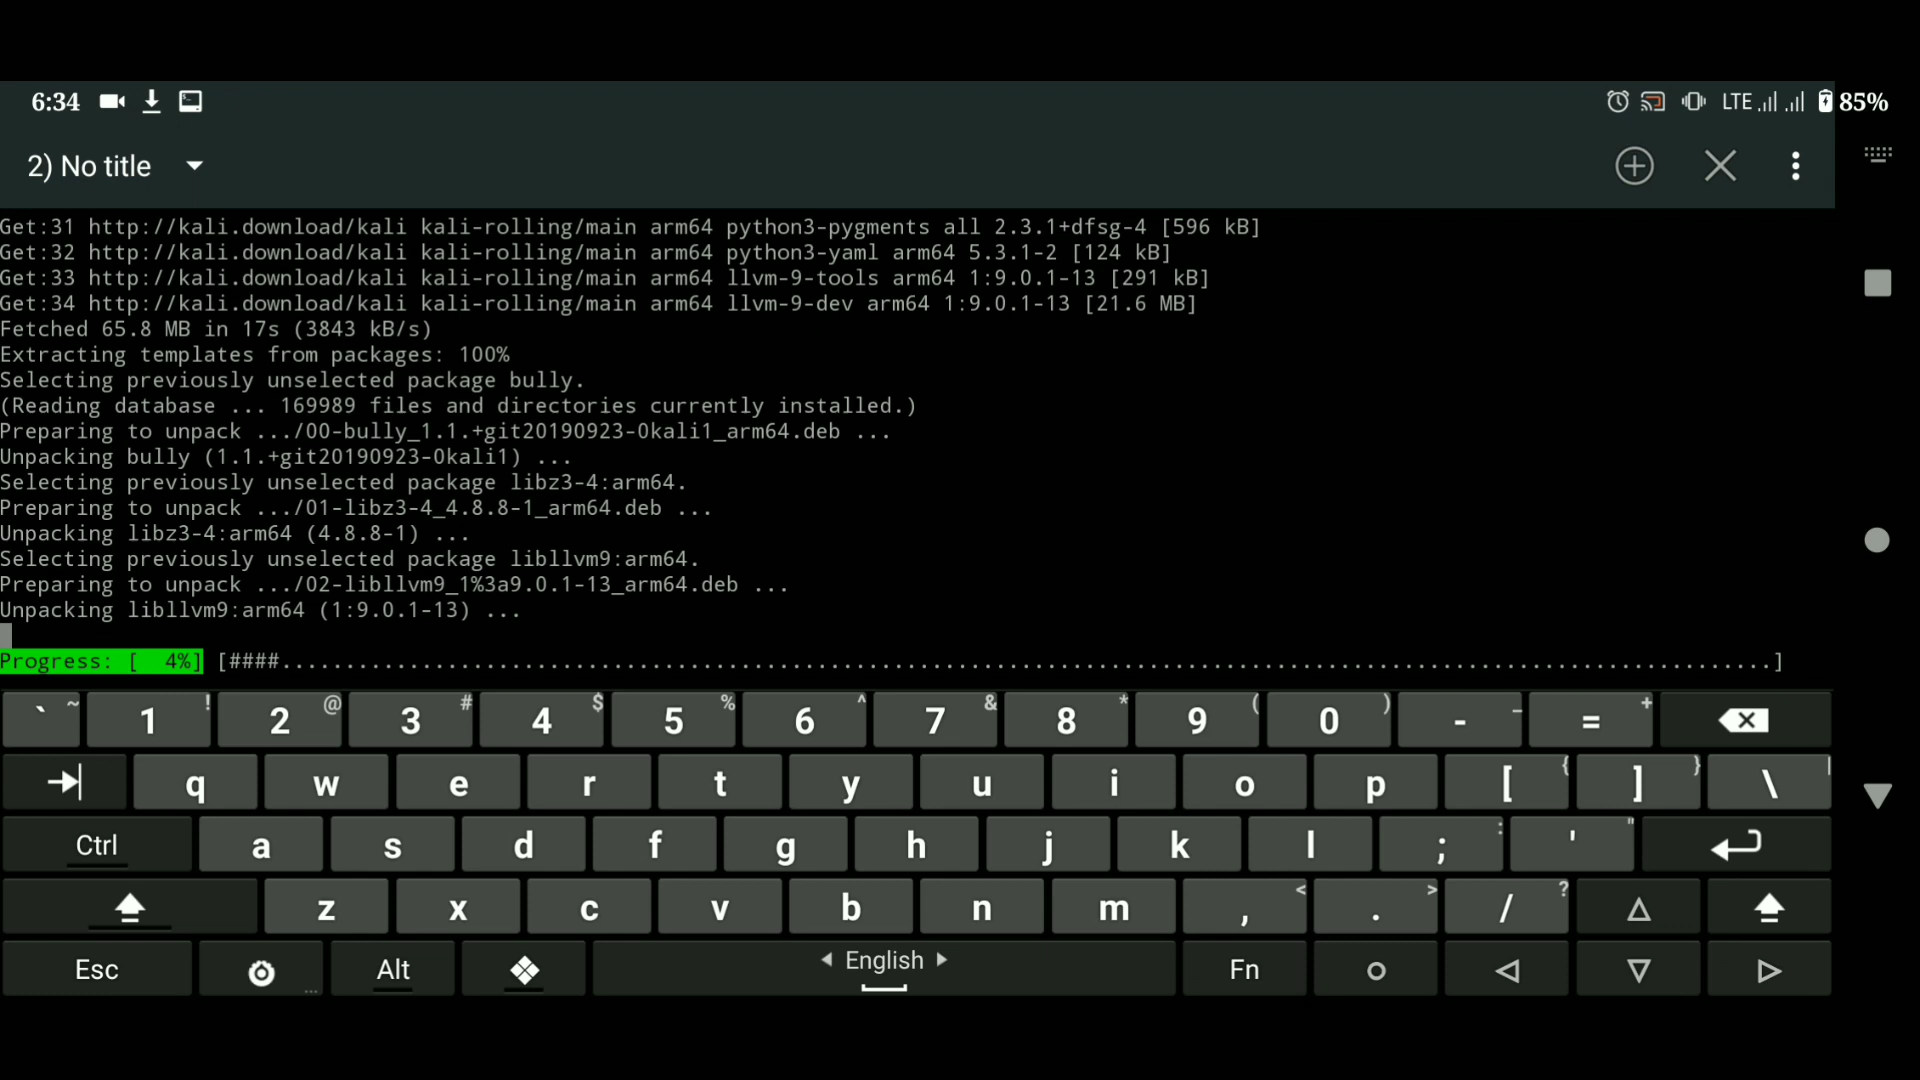 6:34
LTE 85%
2) No title
Get:31 http://kali.download/kali kali-rolling/main arm64 python3-pygments all 2.3.1+dfsg-4 [596 kB]
Get:32 http://kali.download/kali kali-rolling/main arm64 python3-yaml arm64 5.3.1-2 [124 kB]
Get:33 http://kali.download/kali kali-rolling/main arm64 llvm-9-tools arm64 1:9.0.1-13 [291 kB]
Get:34 http://kali.download/kali kali-rolling/main arm64 llvm-9-dev arm64 1:9.0.1-13 [21.6 MB]
Fetched 65.8 MB in 17s (3843 kB/s)
Extracting templates from packages: 100%
Selecting previously unselected package bully.
(Reading database ... 169989 files and directories currently installed.)
Preparing to unpack .../00-bully_1.1.+git20190923-0kali1_arm64.deb ...
Unpacking bully (1.1.+git20190923-0kali1) ...
Selecting previously unselected package libz3-4:arm64.
Preparing to unpack .../01-libz3-4_4.8.8-1_arm64.deb ...
Unpacking libz3-4:arm64 (4.8.8-1) ...
Selecting previously unselected package libllvm9:arm64.
Preparing to unpack .../02-libllvm9_1%3a9.0.1-13_arm64.deb ...
Unpacking libllvm9:arm64 (1:9.0.1-13) ...
Progress: [  4%] [####.....................................................................................................................]
` ~ 1 ! 2 @ 3 # 4 $ 5 % 6 ^ 7 & 8 * 9 ( 0 ) - _ = +
q w e r t y u i o p [ { ] } \ |
Ctrl a s d f g h j k l ; : ' "
z x c v b n m , < . > / ?
Esc ... Alt English Fn